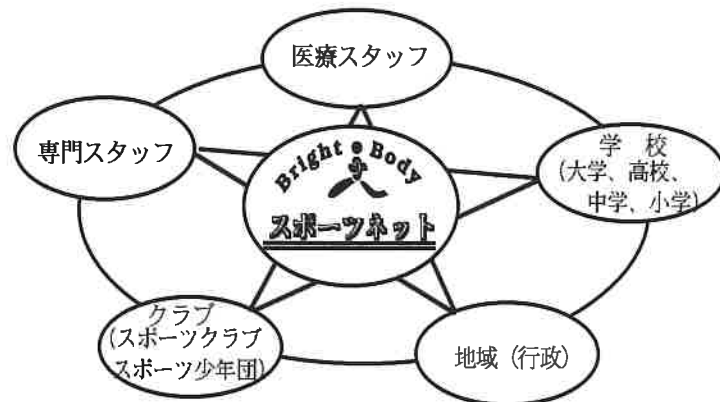 医療スタッフ
専門スタッフ
学 校
(大学、高校、
中学、小学)
Bright Body
スポーツネット
クラブ
(スポーツクラブ
スポーツ少年団)
地域 (行政)